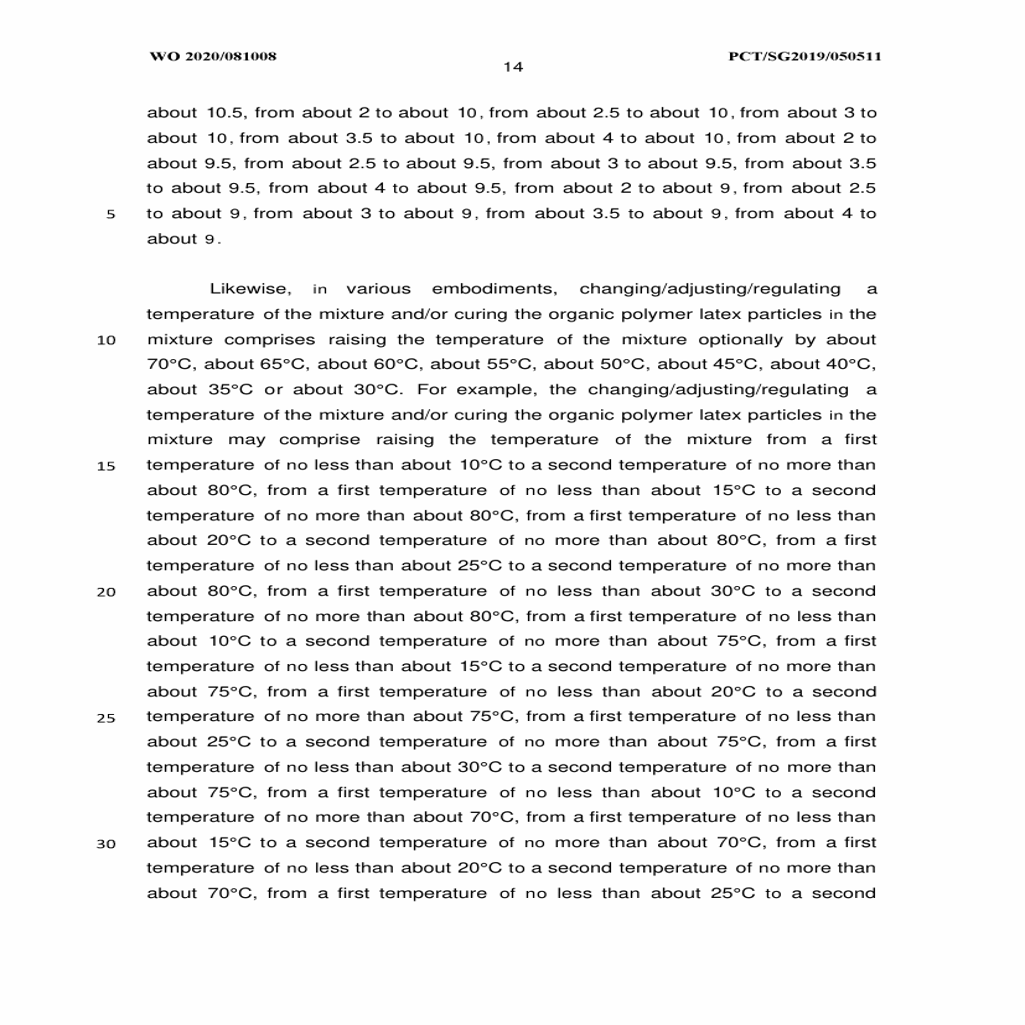 WO 2020/081008 PCT/SG2019/050511
14
about 10.5, from about 2 to about 10, from about 2.5 to about 10, from about 3 to
about 10, from about 3.5 to about 10, from about 4 to about 10, from about 2 to
about 9.5, from about 2.5 to about 9.5, from about 3 to about 9.5, from about 3.5
to about 9.5, from about 4 to about 9.5, from about 2 to about 9, from about 2.5
5 to about 9, from about 3 to about 9, from about 3.5 to about 9, from about 4 to
about 9.
Likewise, in various embodiments, changing/adjusting/regulating a
temperature of the mixture and/or curing the organic polymer latex particles in the
10 mixture comprises raising the temperature of the mixture optionally by about
70°C, about 65°C, about 60°C, about 55°C, about 50°C, about 45°C, about 40°C,
about 35°C or about 30°C. For example, the changing/adjusting/regulating a
temperature of the mixture and/or curing the organic polymer latex particles in the
mixture may comprise raising the temperature of the mixture from a first
15 temperature of no less than about 10°C to a second temperature of no more than
about 80°C, from a first temperature of no less than about 15°C to a second
temperature of no more than about 80°C, from a first temperature of no less than
about 20°C to a second temperature of no more than about 80°C, from a first
temperature of no less than about 25°C to a second temperature of no more than
20 about 80°C, from a first temperature of no less than about 30°C to a second
temperature of no more than about 80°C, from a first temperature of no less than
about 10°C to a second temperature of no more than about 75°C, from a first
temperature of no less than about 15°C to a second temperature of no more than
about 75°C, from a first temperature of no less than about 20°C to a second
25 temperature of no more than about 75°C, from a first temperature of no less than
about 25°C to a second temperature of no more than about 75°C, from a first
temperature of no less than about 30°C to a second temperature of no more than
about 75°C, from a first temperature of no less than about 10°C to a second
temperature of no more than about 70°C, from a first temperature of no less than
30 about 15°C to a second temperature of no more than about 70°C, from a first
temperature of no less than about 20°C to a second temperature of no more than
about 70°C, from a first temperature of no less than about 25°C to a second